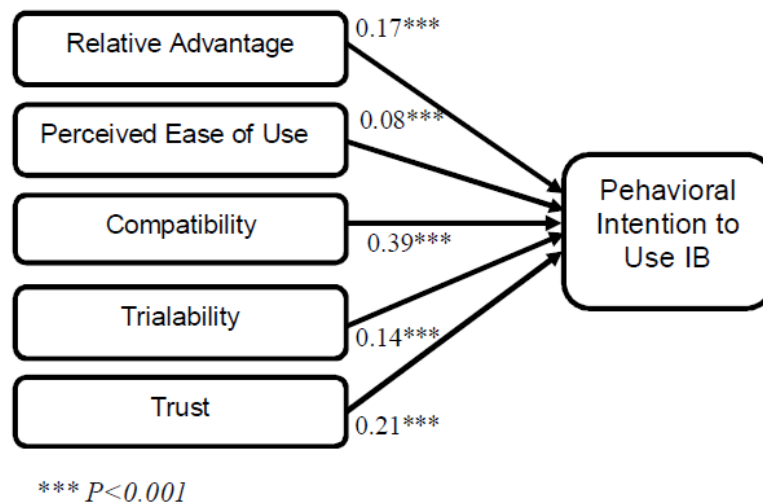 Relative Advantage
0.17***
Perceived Ease of Use
0.08***
Compatibility
0.39***
Trialability
0.14***
Trust
0.21***
Pehavioral
Intention to
Use IB
*** P<0.001